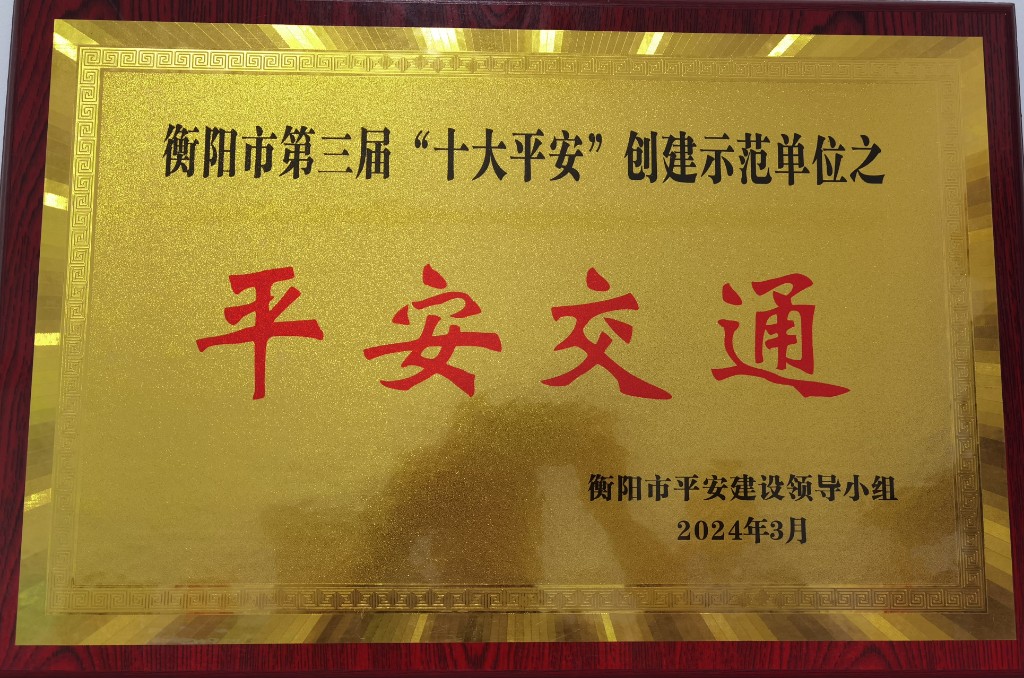 衡阳市第三届“十大平安”创建示范单位之
平安交通
衡阳市平安建设领导小组
2024年3月